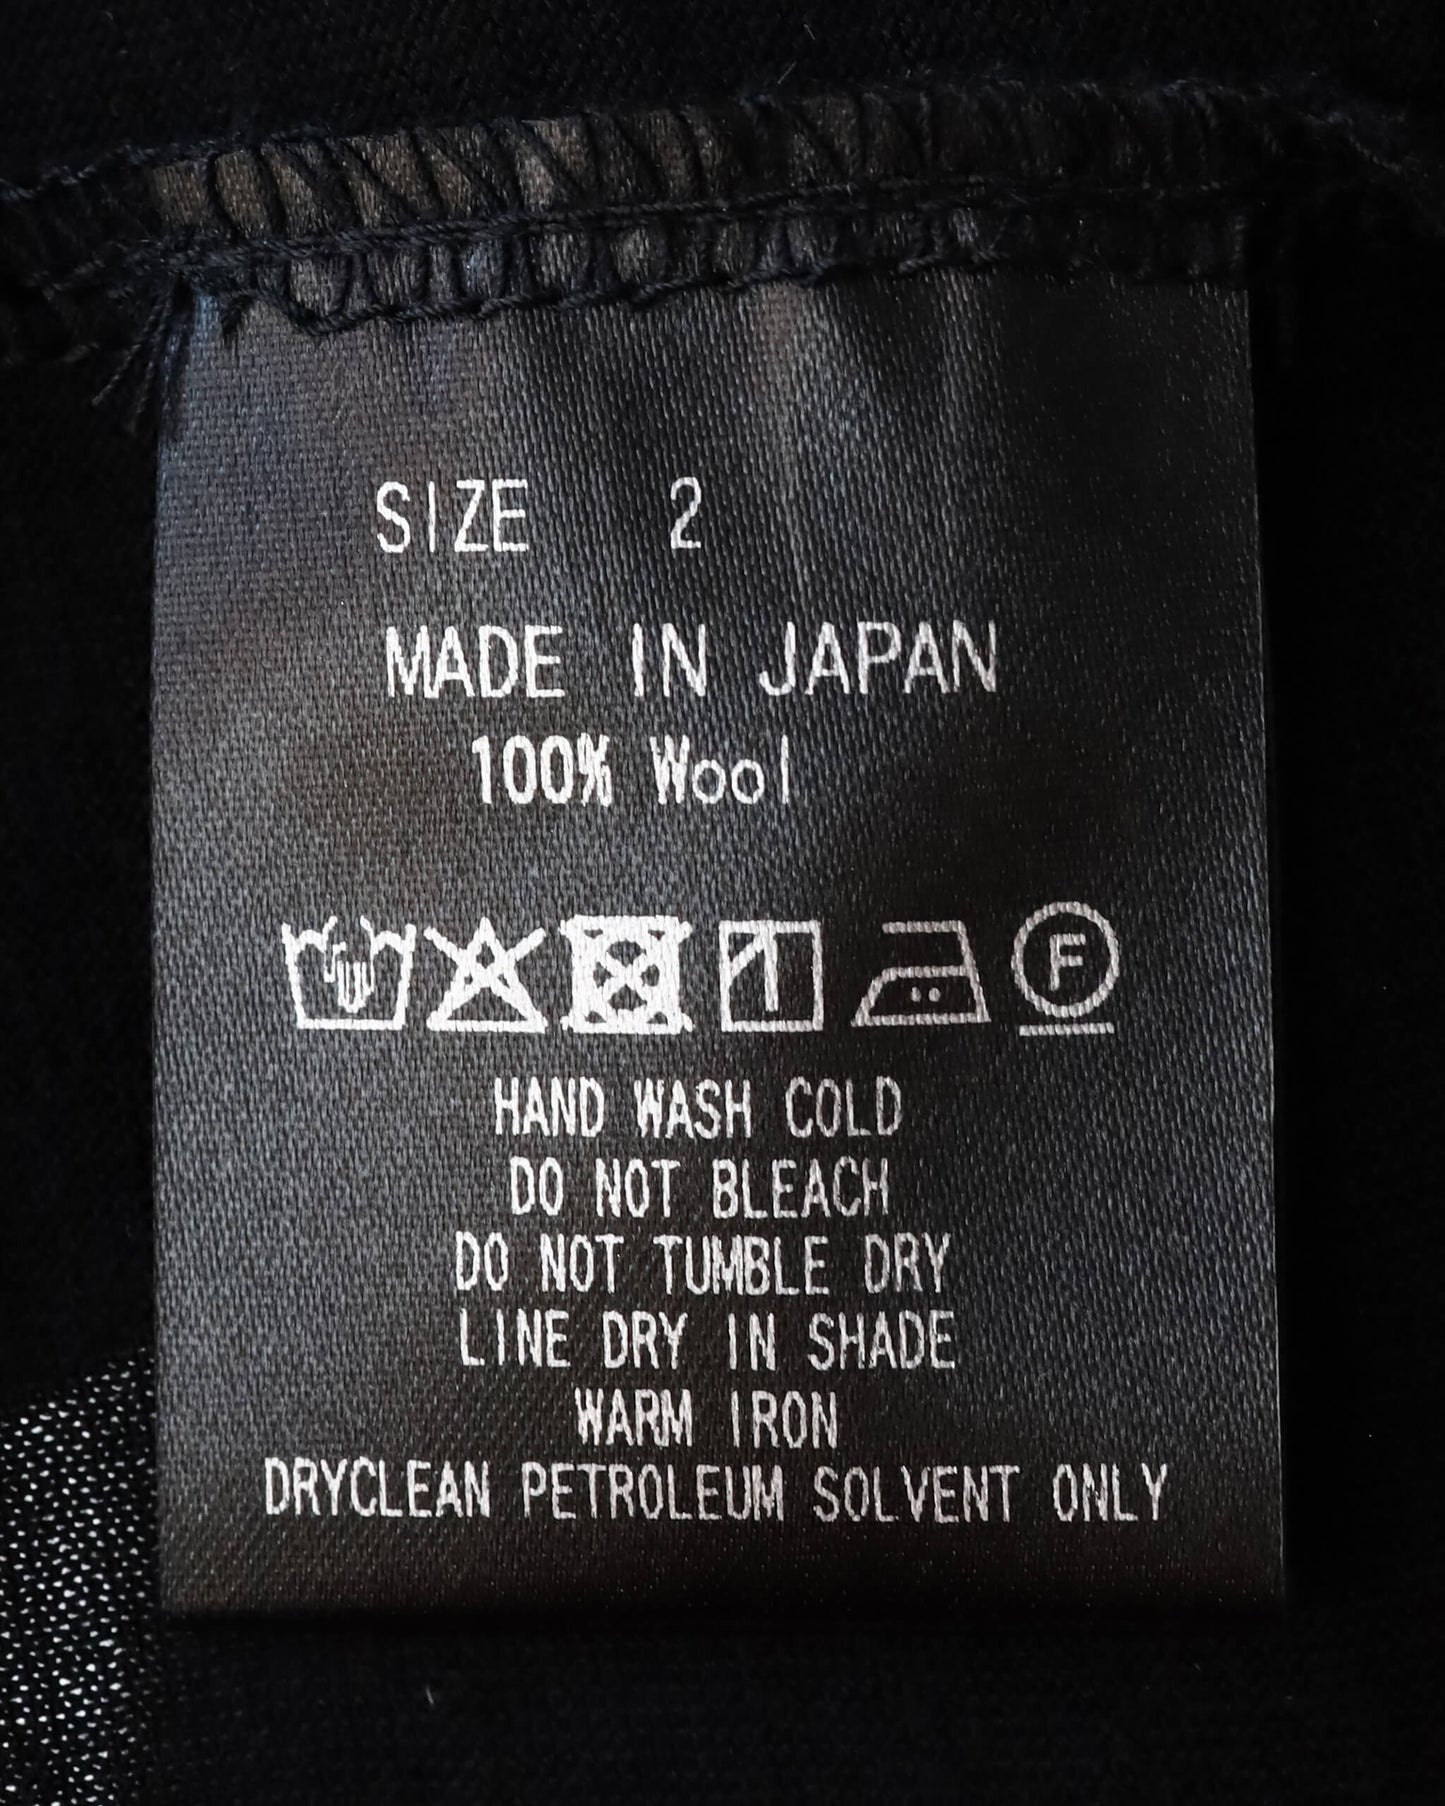 SIZE 2
MADE IN JAPAN
100% Wool
F
HAND WASH COLD
DO NOT BLEACH
DO NOT TUMBLE DRY
LINE DRY IN SHADE
WARM IRON
DRYCLEAN PETROLEUM SOLVENT ONLY